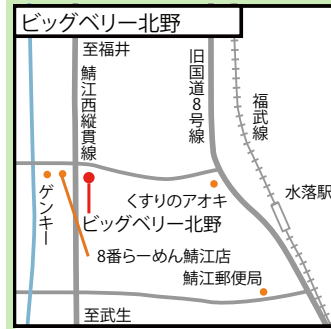 ビッグベリー北野
至福井
鯖江西縦貫線
旧国道8号線
福武線
水落駅
ゲンキー
くすりのアオキ
ビッグベリー北野
8番らーめん鯖江店
鯖江郵便局
至武生